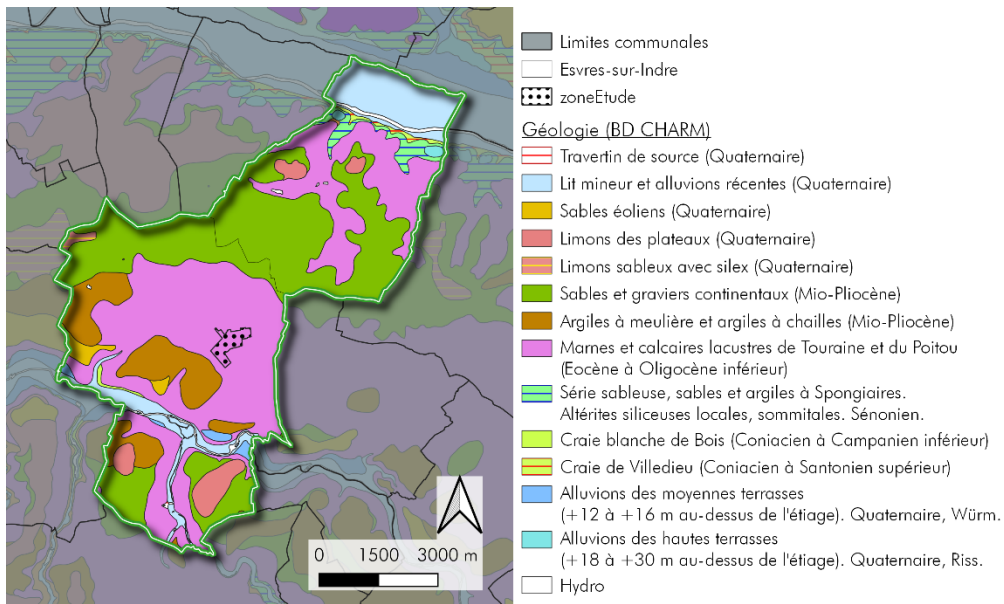 Limites communales
Esvres-sur-Indre
zoneEtude
Géologie (BD CHARM)
Travertin de source (Quaternaire)
Lit mineur et alluvions récentes (Quaternaire)
Sables éoliens (Quaternaire)
Limons des plateaux (Quaternaire)
Limons sableux avec silex (Quaternaire)
Sables et graviers continentaux (Mio-Pliocène)
Argiles à meulière et argiles à chailles (Mio-Pliocène)
Marnes et calcaires lacustres de Touraine et du Poitou
(Eocène à Oligocène inférieur)
Série sableuse, sables et argiles à Spongiaires.
Altérites siliceuses locales, sommitales. Sénonien.
Craie blanche de Bois (Coniacien à Campanien inférieur)
Craie de Villedieu (Coniacien à Santonien supérieur)
Alluvions des moyennes terrasses
(+12 à +16 m au-dessus de l'étiage). Quaternaire, Würm.
Alluvions des hautes terrasses
(+18 à +30 m au-dessus de l'étiage). Quaternaire, Riss.
Hydro
0 1500 3000 m